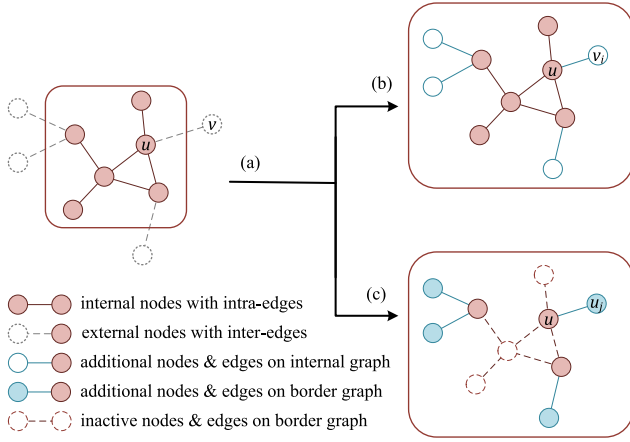 (b)
u
v_i
v
u
(a)
(c)
u
u_j
internal nodes with intra-edges
external nodes with inter-edges
additional nodes & edges on internal graph
additional nodes & edges on border graph
inactive nodes & edges on border graph